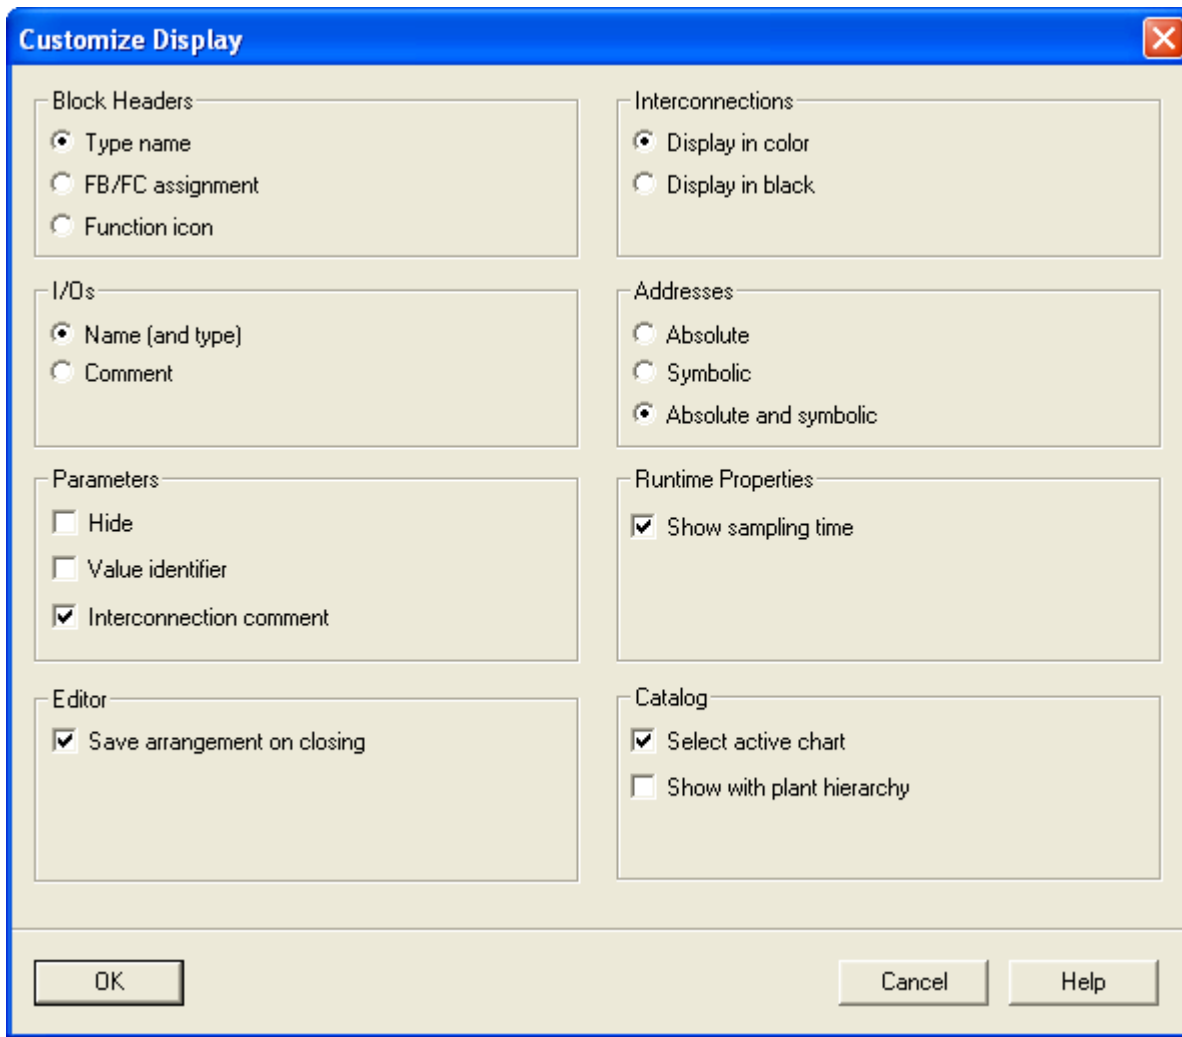 Customize Display
Block Headers
Type name
FB/FC assignment
Function icon
Interconnections
Display in color
Display in black
I/Os
Name (and type)
Comment
Addresses
Absolute
Symbolic
Absolute and symbolic
Parameters
Hide
Value identifier
Interconnection comment
Runtime Properties
Show sampling time
Editor
Save arrangement on closing
Catalog
Select active chart
Show with plant hierarchy
OK
Cancel
Help